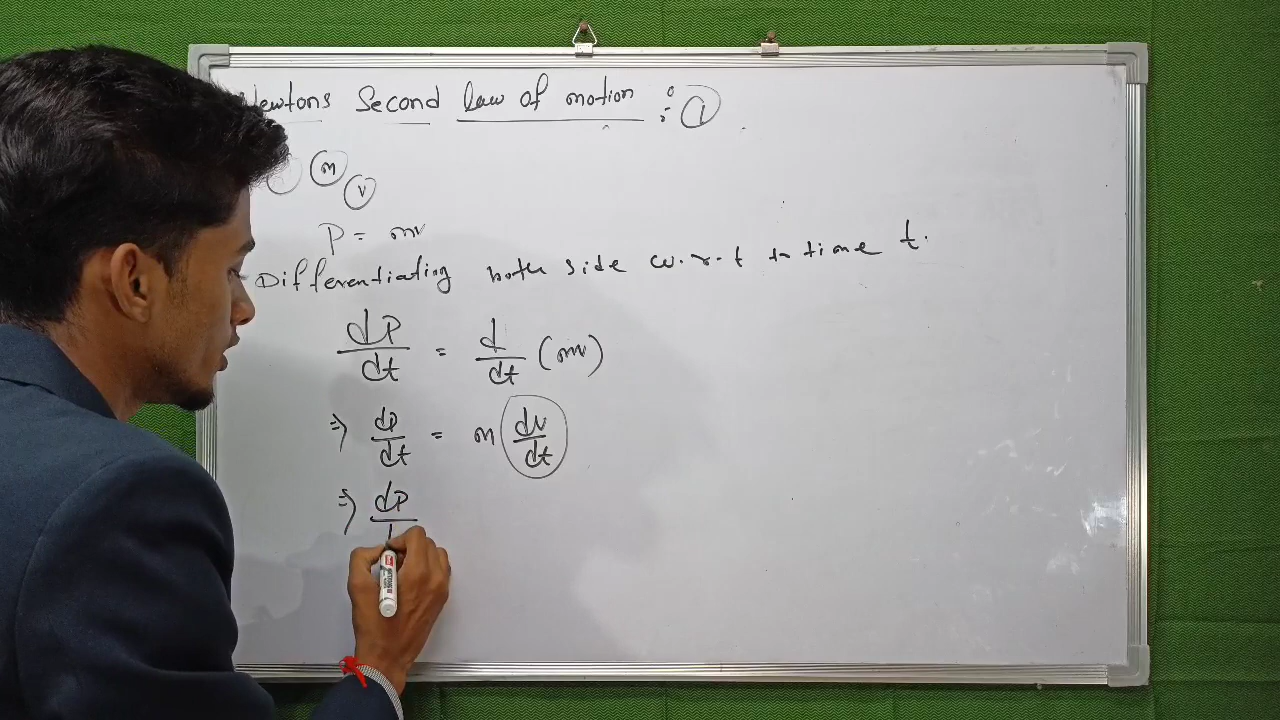 Newtons Second law of motion : 1
m
v
P = mv
Differentiating both side w.r.t to time t.
dP/dt = d/dt (mv)
⇒ dp/dt = m dv/dt
⇒ dP